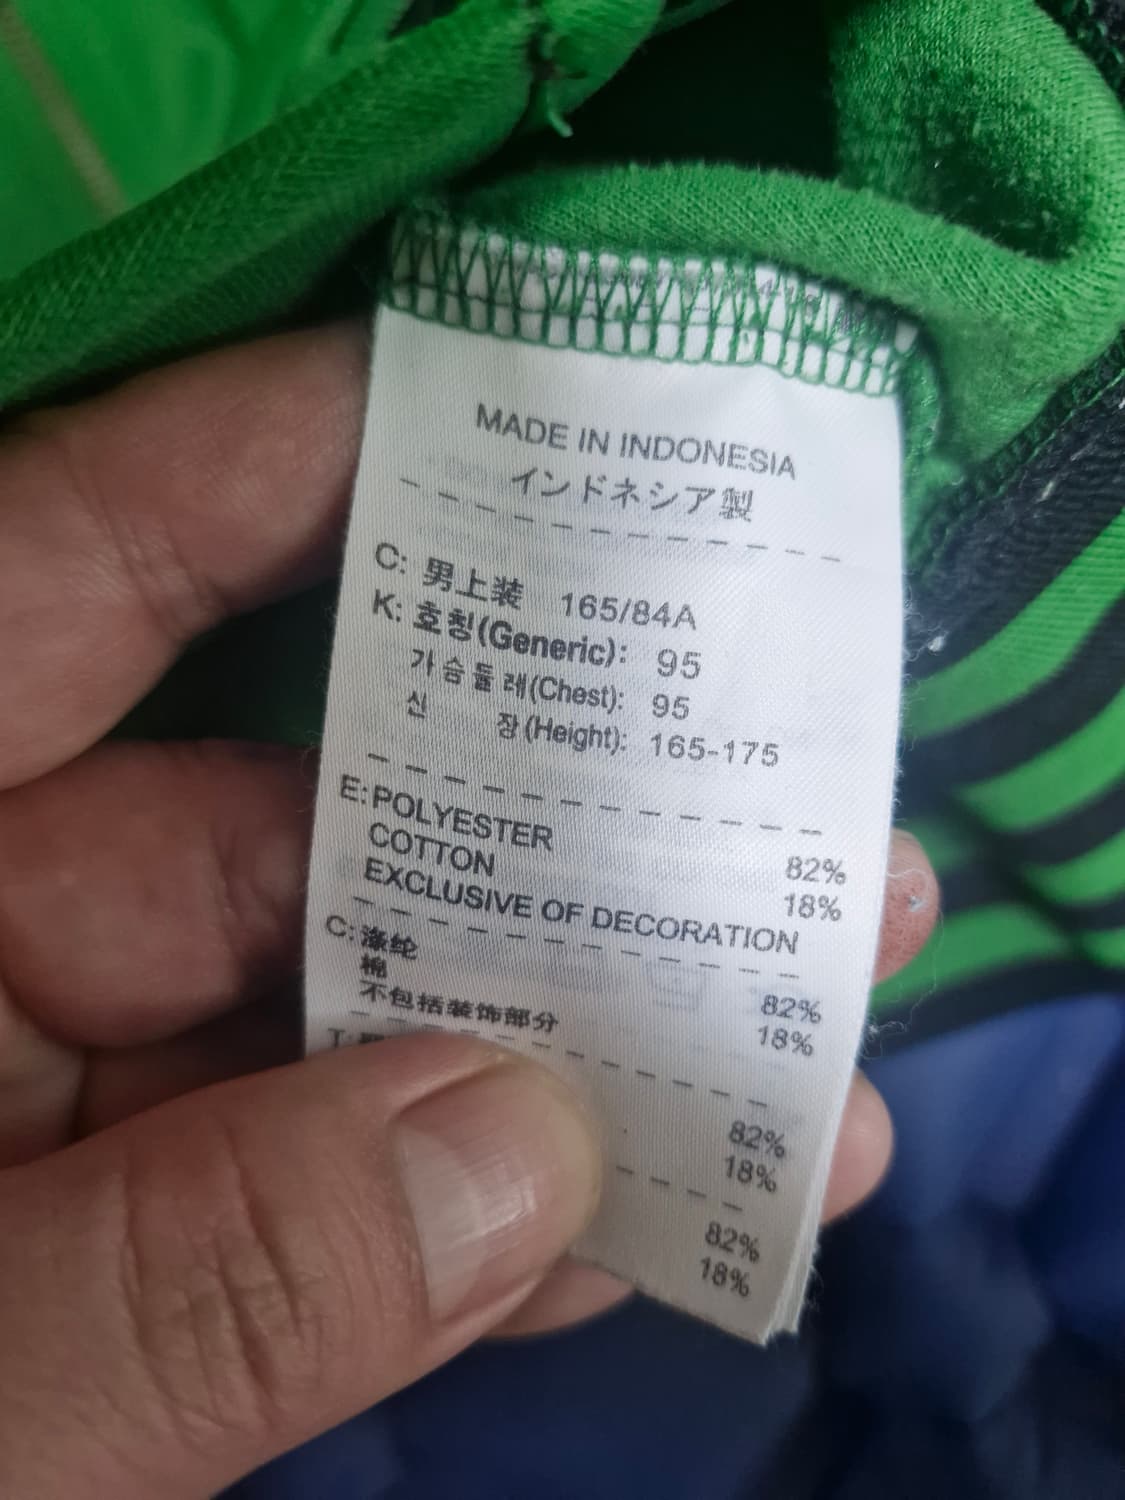 MADE IN INDONESIA
インドネシア製
C: 男上装 165/84A
K: 호칭(Generic): 95
가슴둘레(Chest): 95
신 장(Height): 165-175
E: POLYESTER 82%
COTTON 18%
EXCLUSIVE OF DECORATION
C: 涤纶 82%
棉 18%
不包括装饰部分
T:
82%
18%
82%
18%